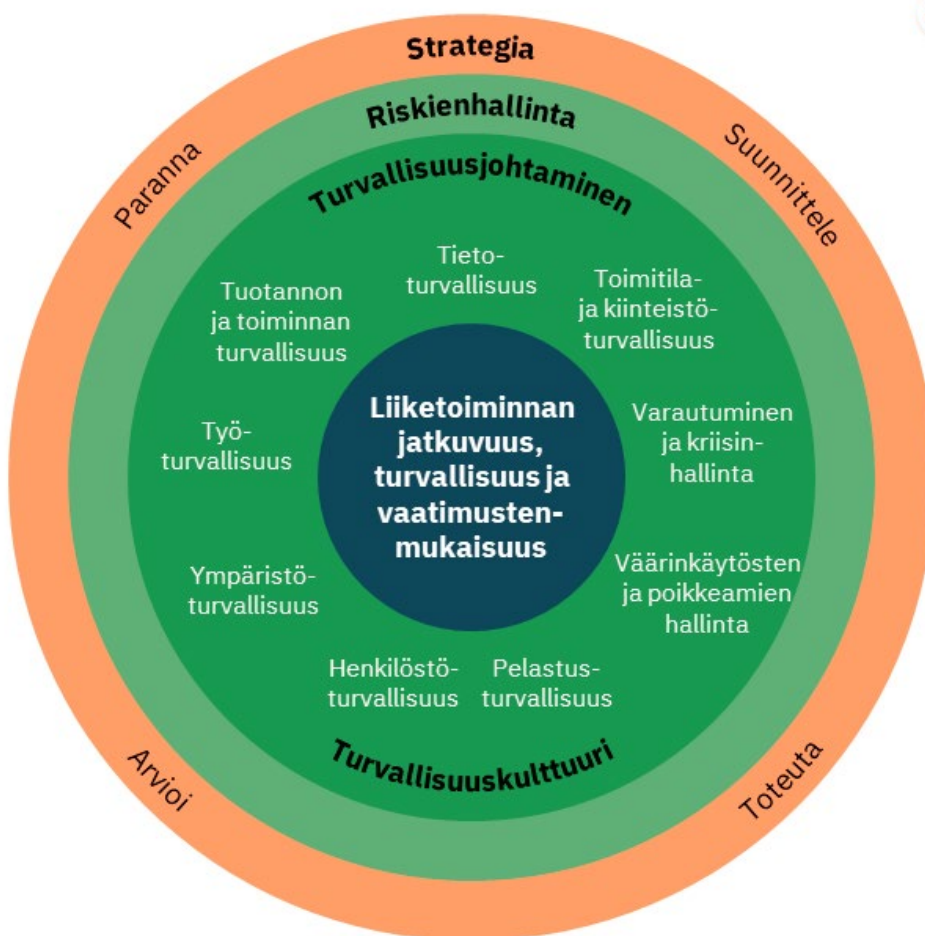 Strategia
Riskienhallinta
Turvallisuusjohtaminen
Paranna
Suunnittele
Tieto-
turvallisuus
Tuotannon
ja toiminnan
turvallisuus
Toimitila-
ja kiinteistö-
turvallisuus
Liiketoiminnan
jatkuvuus,
turvallisuus ja
vaatimusten-
mukaisuus
Työ-
turvallisuus
Varautuminen
ja kriisin-
hallinta
Ympäristö-
turvallisuus
Väärinkäytösten
ja poikkeamien
hallinta
Henkilöstö-
turvallisuus
Pelastus-
turvallisuus
Turvallisuuskulttuuri
Arvioi
Toteuta